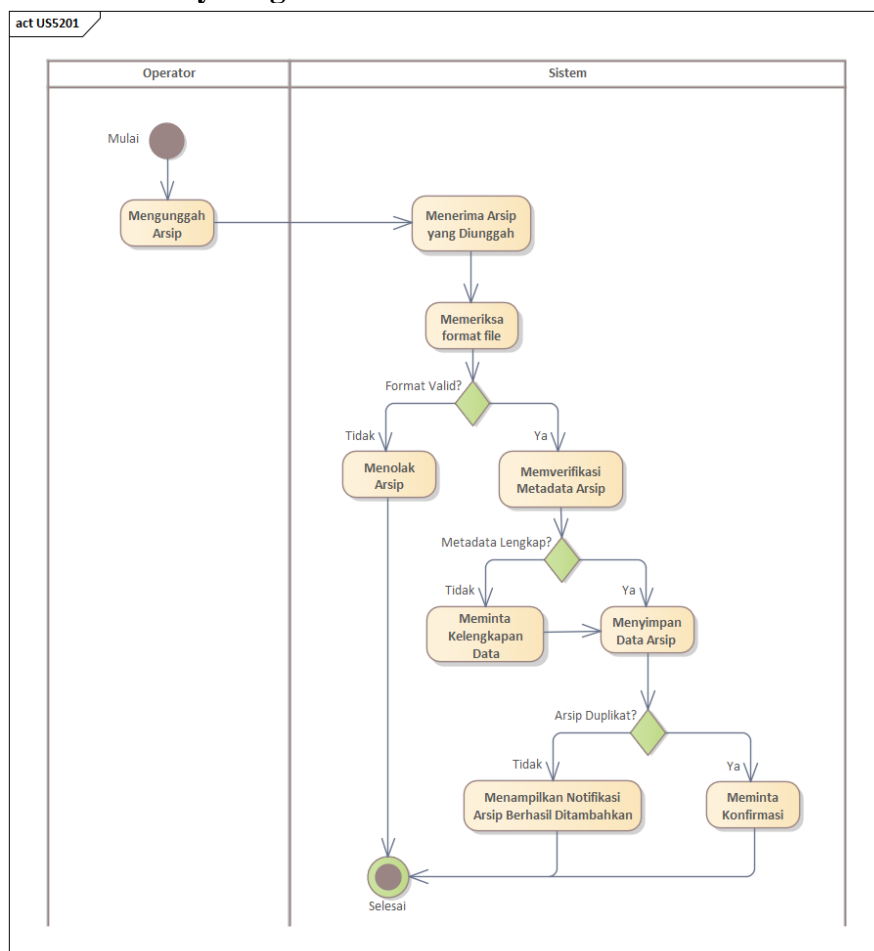 act US5201
Operator
Sistem
Mulai
Mengunggah
Arsip
Menerima Arsip
yang Diunggah
Memeriksa
format file
Format Valid?
Tidak
Ya
Menolak
Arsip
Memverifikasi
Metadata Arsip
Metadata Lengkap?
Tidak
Ya
Meminta
Kelengkapan
Data
Menyimpan
Data Arsip
Arsip Duplikat?
Tidak
Ya
Menampilkan Notifikasi
Arsip Berhasil Ditambahkan
Meminta
Konfirmasi
Selesai